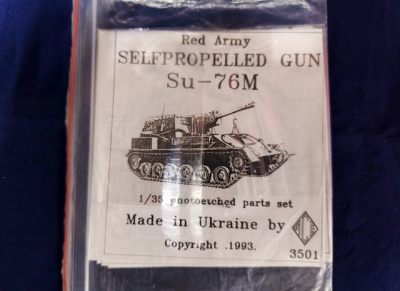 Red Army
SELFPROPELLED GUN
Su-76M
1/35 photoetched parts set
Made in Ukraine by
Copyright .1993.
3501